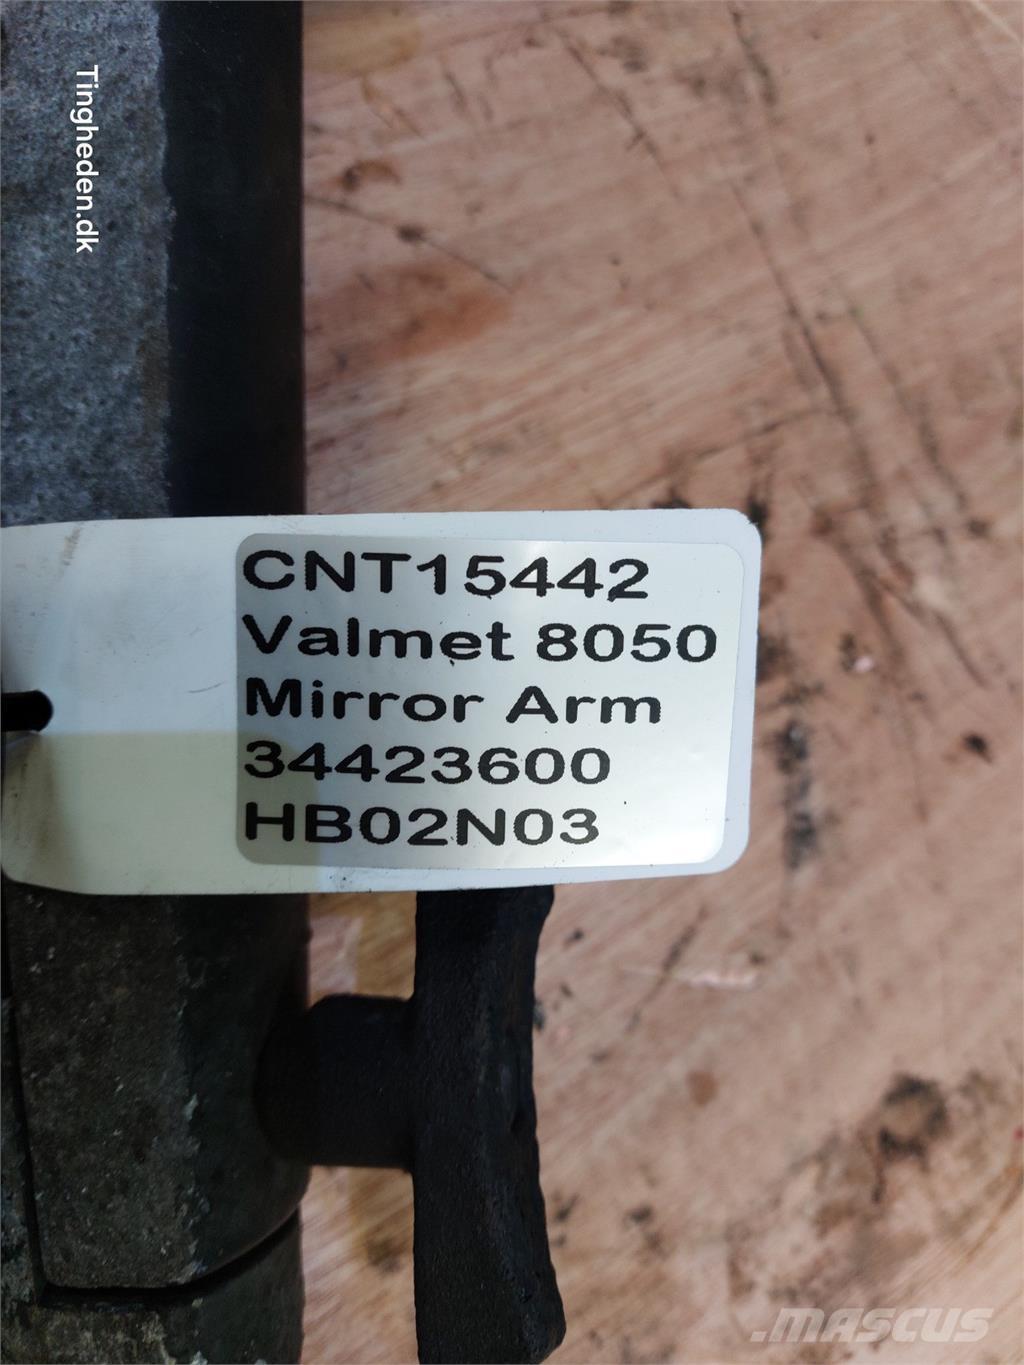 Tingheden.dk
CNT15442
Valmet 8050
Mirror Arm
34423600
HB02N03
.MASCUS